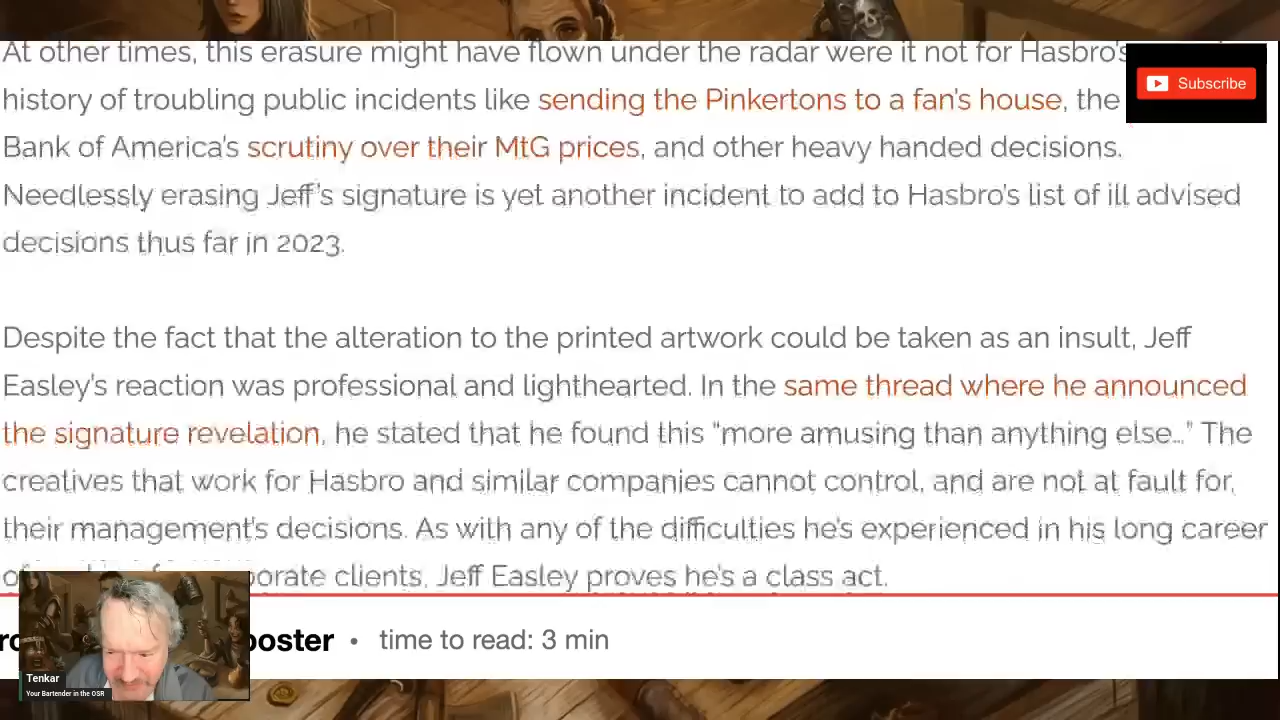 At other times, this erasure might have flown under the radar were it not for Hasbro's
Subscribe
history of troubling public incidents like sending the Pinkertons to a fan's house, the
Bank of America's scrutiny over their MtG prices, and other heavy handed decisions.
Needlessly erasing Jeff's signature is yet another incident to add to Hasbro's list of ill advised
decisions thus far in 2023.
Despite the fact that the alteration to the printed artwork could be taken as an insult, Jeff
Easley's reaction was professional and lighthearted. In the same thread where he announced
the signature revelation, he stated that he found this “more amusing than anything else…” The
creatives that work for Hasbro and similar companies cannot control, and are not at fault for,
their management's decisions. As with any of the difficulties he's experienced in his long career
clients, Jeff Easley proves he's a class act.
• time to read: 3 min
Tenkar
Your Bartender in the OSR